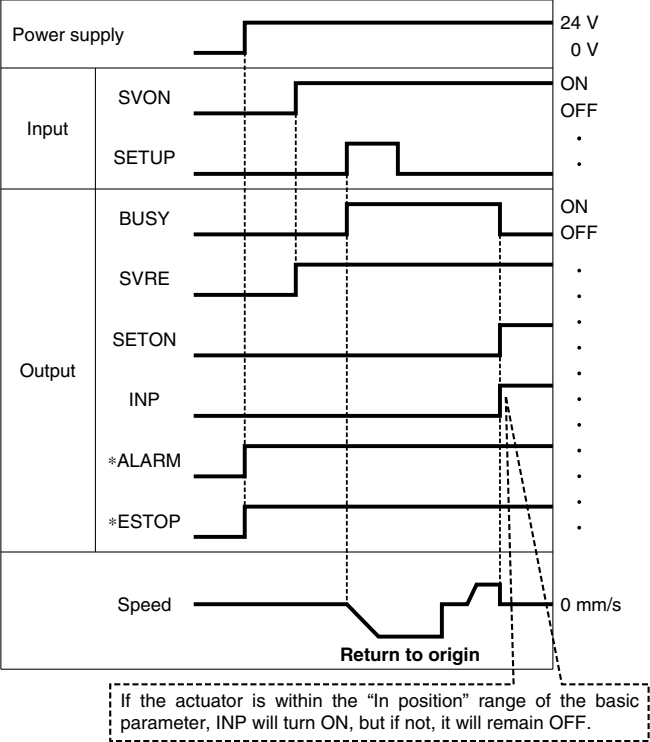 Power supply
24 V
0 V
Input
SVON
ON
OFF
SETUP
Output
BUSY
ON
OFF
SVRE
SETON
INP
*ALARM
*ESTOP
Speed
0 mm/s
Return to origin
If the actuator is within the “In position” range of the basic
parameter, INP will turn ON, but if not, it will remain OFF.